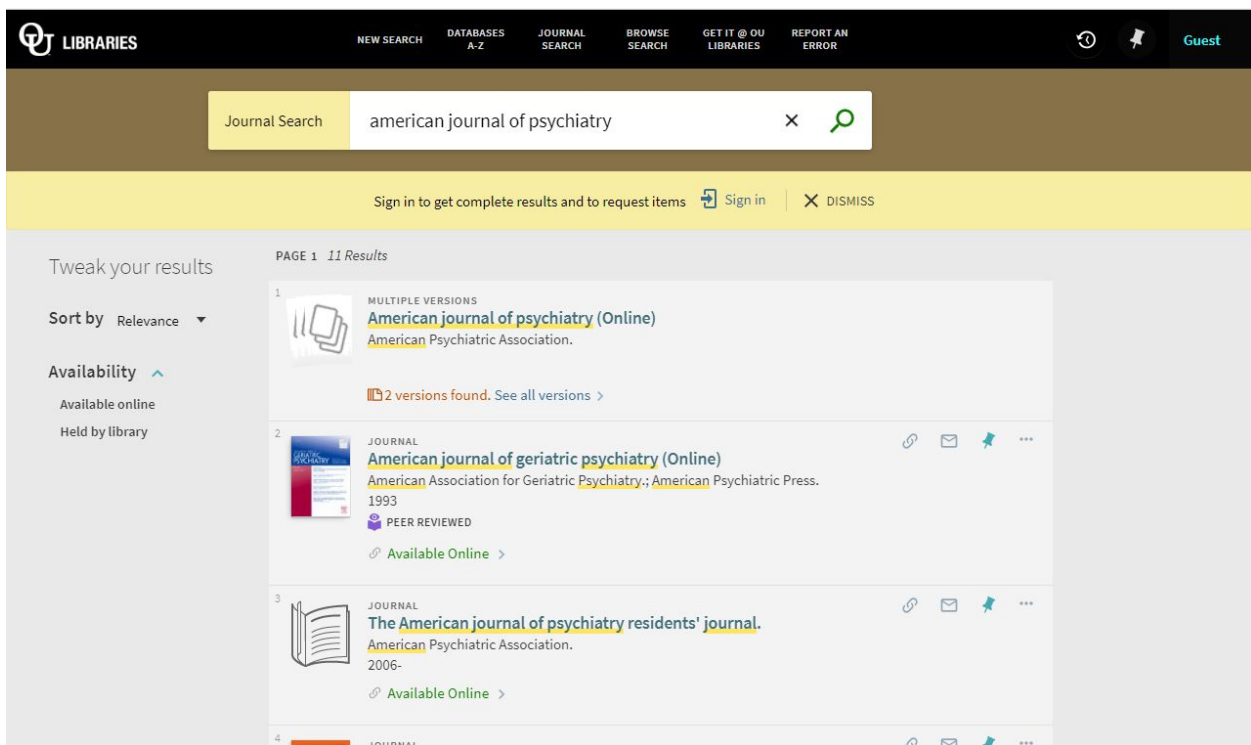 OU LIBRARIES
NEW SEARCH
DATABASES
A-Z
JOURNAL
SEARCH
BROWSE
SEARCH
GET IT @ OU
LIBRARIES
REPORT AN
ERROR
Guest
Journal Search
american journal of psychiatry
Sign in to get complete results and to request items
Sign in
DISMISS
Tweak your results
Sort by Relevance
Availability
Available online
Held by library
PAGE 1 11 Results
1
MULTIPLE VERSIONS
American journal of psychiatry (Online)
American Psychiatric Association.
2 versions found. See all versions
2
GERIATRIC
PSYCHIATRY
JOURNAL
American journal of geriatric psychiatry (Online)
American Association for Geriatric Psychiatry.; American Psychiatric Press.
1993
PEER REVIEWED
Available Online
3
JOURNAL
The American journal of psychiatry residents' journal.
American Psychiatric Association.
2006-
Available Online
4
JOURNAL